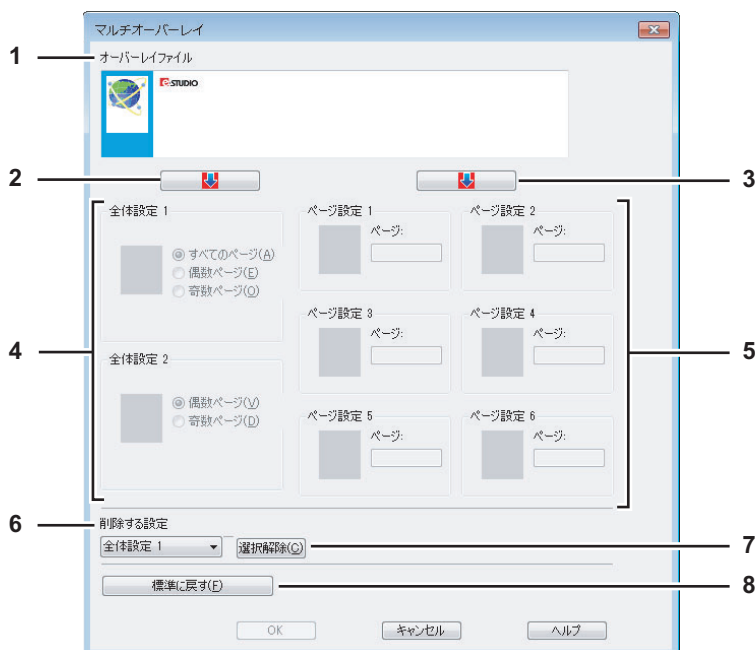 マルチオーバーレイ
1 オーバーレイファイル
e-STUDIO
2
3
4
全体設定 1
すべてのページ(A)
偶数ページ(E)
奇数ページ(O)
全体設定 2
偶数ページ(V)
奇数ページ(D)
5
ページ設定 1
ページ:
ページ設定 2
ページ:
ページ設定 3
ページ:
ページ設定 4
ページ:
ページ設定 5
ページ:
ページ設定 6
ページ:
6 削除する設定
全体設定 1
選択解除(C) 7
標準に戻す(F) 8
OK キャンセル ヘルプ